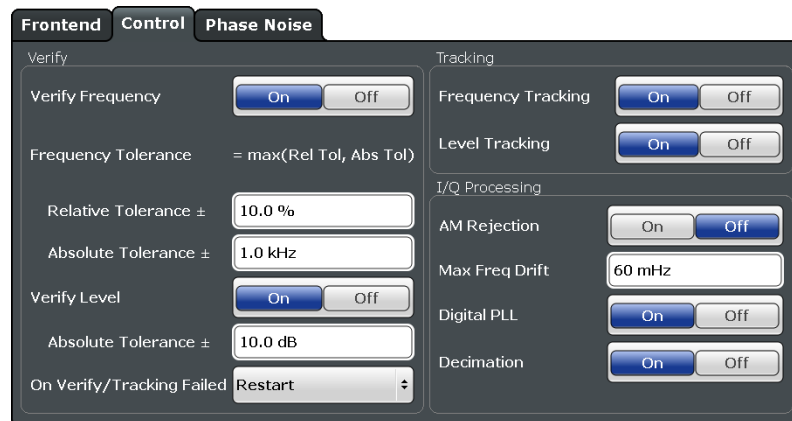 Frontend Control Phase Noise
Verify
Verify Frequency On Off
Frequency Tolerance = max(Rel Tol, Abs Tol)
Relative Tolerance ± 10.0 %
Absolute Tolerance ± 1.0 kHz
Verify Level On Off
Absolute Tolerance ± 10.0 dB
On Verify/Tracking Failed Restart
Tracking
Frequency Tracking On Off
Level Tracking On Off
I/Q Processing
AM Rejection On Off
Max Freq Drift 60 mHz
Digital PLL On Off
Decimation On Off